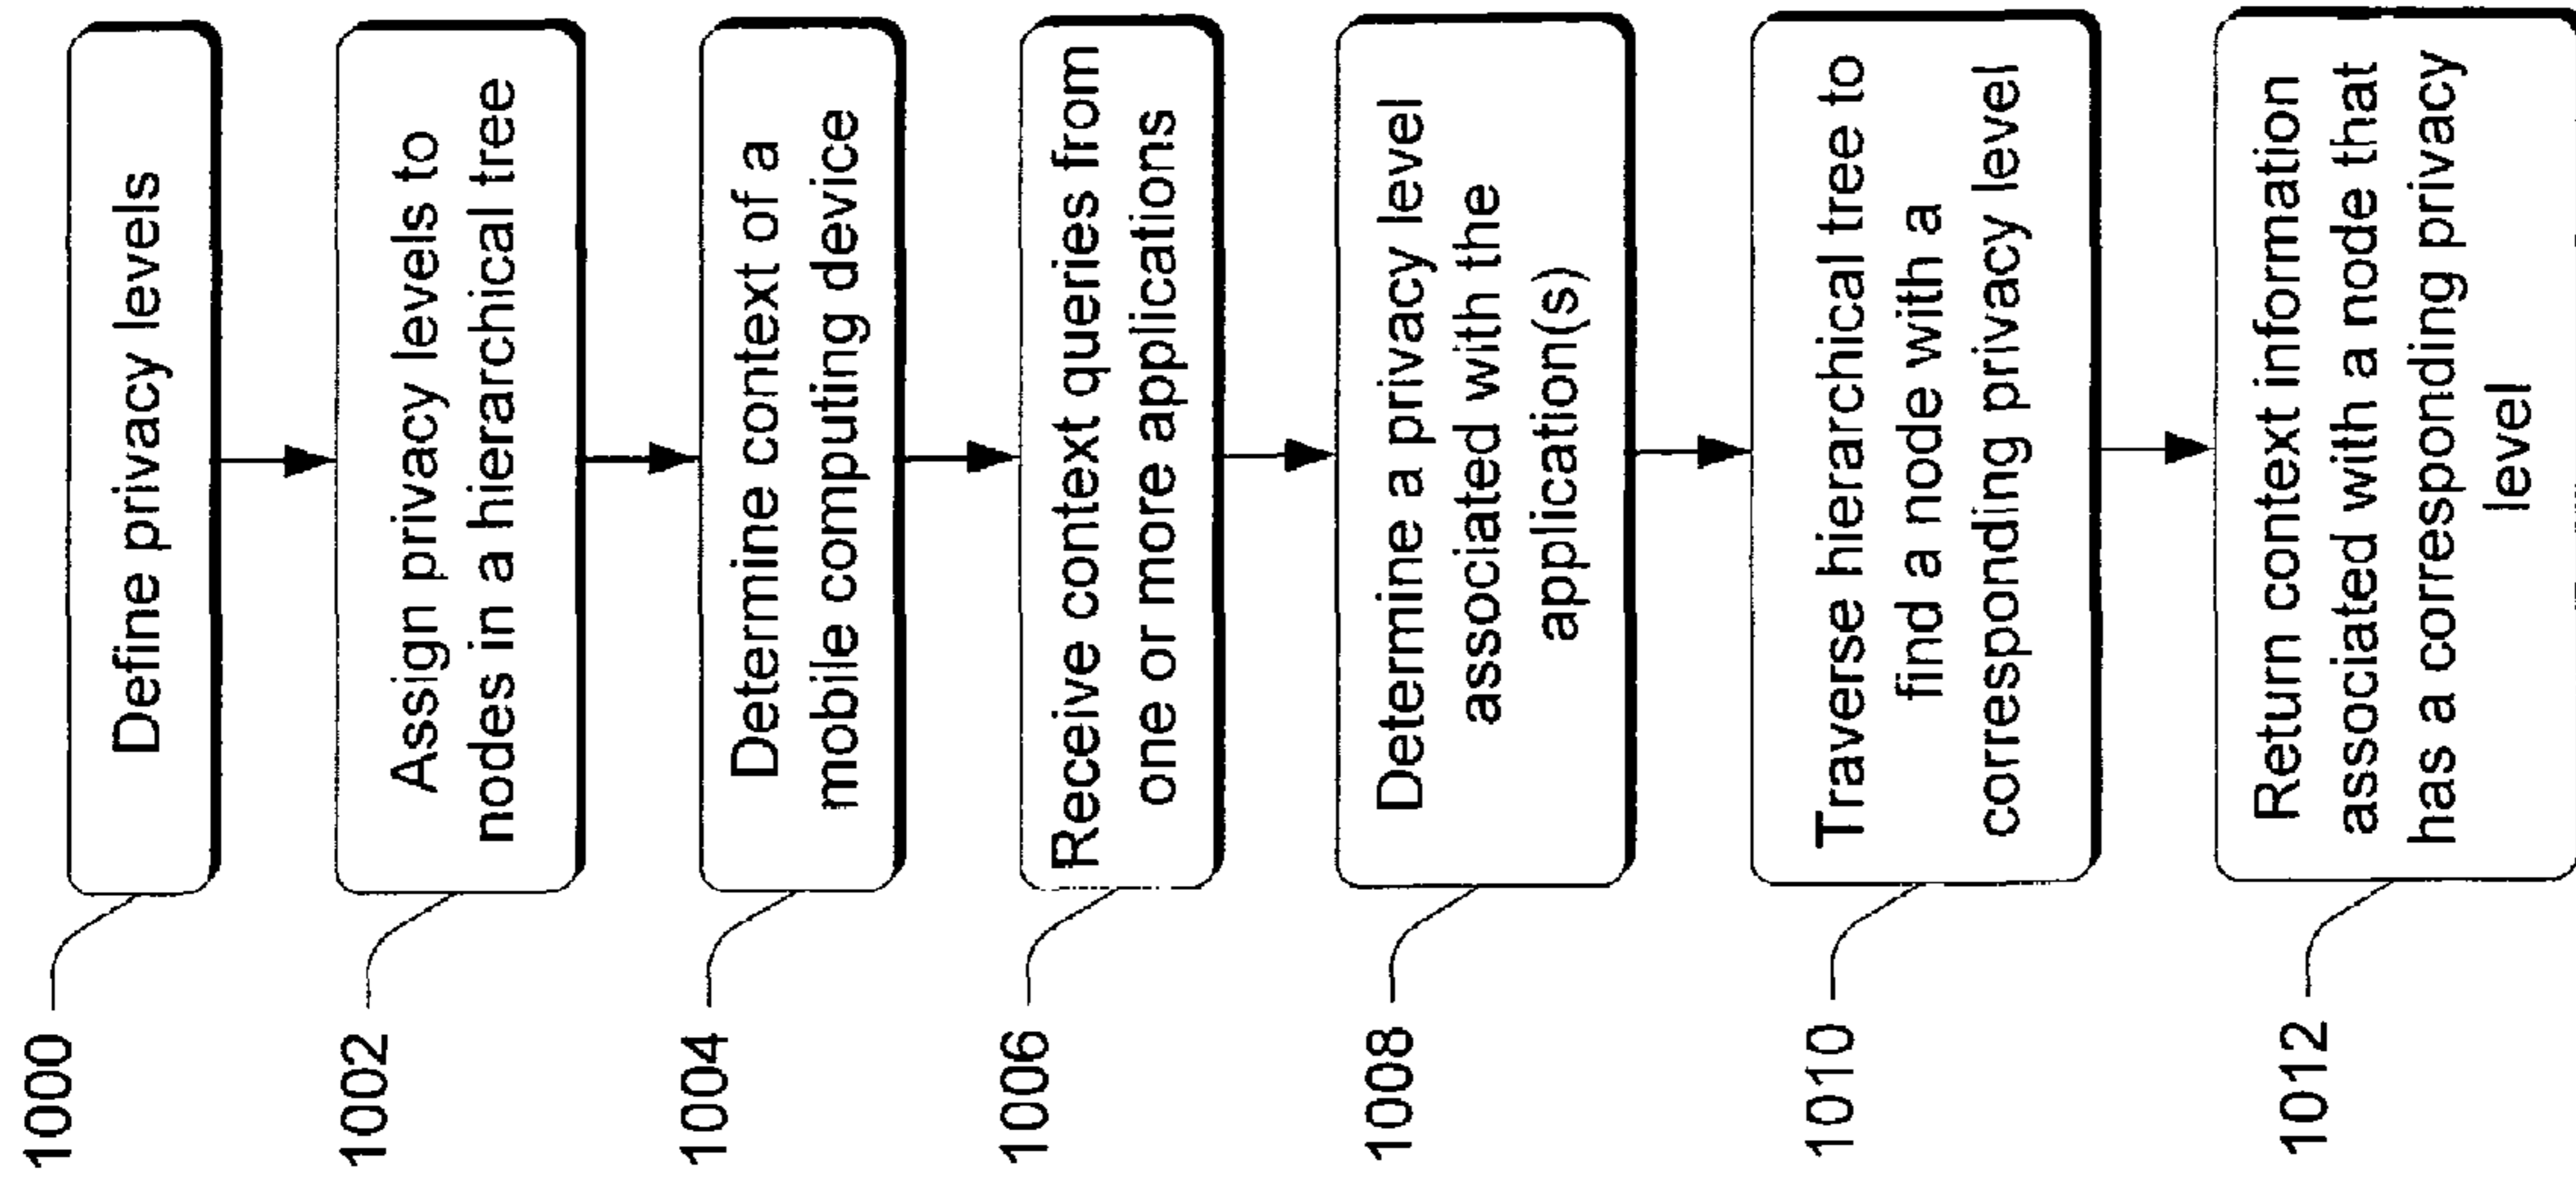 1000
Define privacy levels
1002
Assign privacy levels to
nodes in a hierarchical tree
1004
Determine context of a
mobile computing device
1006
Receive context queries from
one or more applications
1008
Determine a privacy level
associated with the
application(s)
1010
Traverse hierarchical tree to
find a node with a
corresponding privacy level
1012
Return context information
associated with a node that
has a corresponding privacy
level